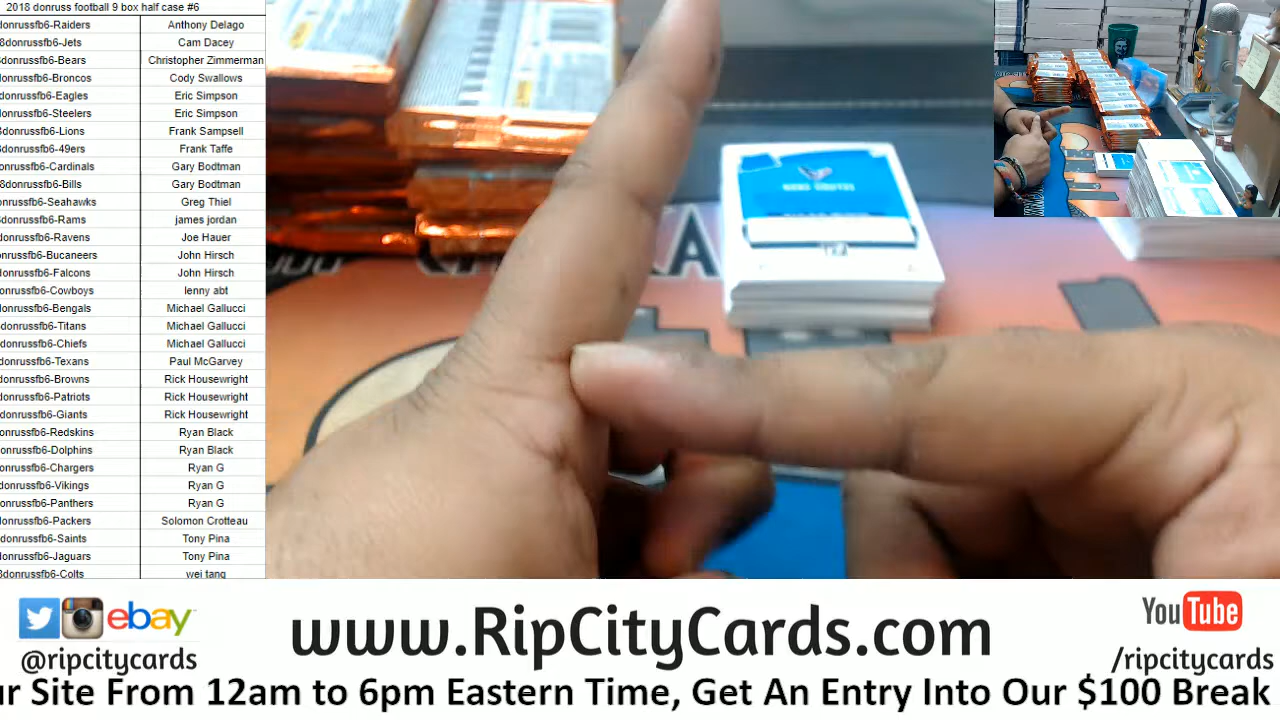 2018 donruss football 9 box half case #6
donrussfb6-Raiders Anthony Delago
8donrussfb6-Jets Cam Dacey
donrussfb6-Bears Christopher Zimmerman
donrussfb6-Broncos Cody Swallows
donrussfb6-Eagles Eric Simpson
donrussfb6-Steelers Eric Simpson
8donrussfb6-Lions Frank Sampsell
donrussfb6-49ers Frank Taffe
onrussfb6-Cardinals Gary Bodtman
8donrussfb6-Bills Gary Bodtman
onrussfb6-Seahawks Greg Thiel
donrussfb6-Rams james jordan
donrussfb6-Ravens Joe Hauer
onrussfb6-Bucaneers John Hirsch
donrussfb6-Falcons John Hirsch
onrussfb6-Cowboys lenny abt
donrussfb6-Bengals Michael Gallucci
donrussfb6-Titans Michael Gallucci
donrussfb6-Chiefs Michael Gallucci
donrussfb6-Texans Paul McGarvey
donrussfb6-Browns Rick Housewright
donrussfb6-Patriots Rick Housewright
donrussfb6-Giants Rick Housewright
onrussfb6-Redskins Ryan Black
donrussfb6-Dolphins Ryan Black
onrussfb6-Chargers Ryan G
donrussfb6-Vikings Ryan G
onrussfb6-Panthers Ryan G
donrussfb6-Packers Solomon Crotteau
donrussfb6-Saints Tony Pina
onrussfb6-Jaguars Tony Pina
8donrussfb6-Colts wei tang
ebay
@ripcitycards
www.RipCityCards.com
YouTube
/ripcitycards
ur Site From 12am to 6pm Eastern Time, Get An Entry Into Our $100 Break